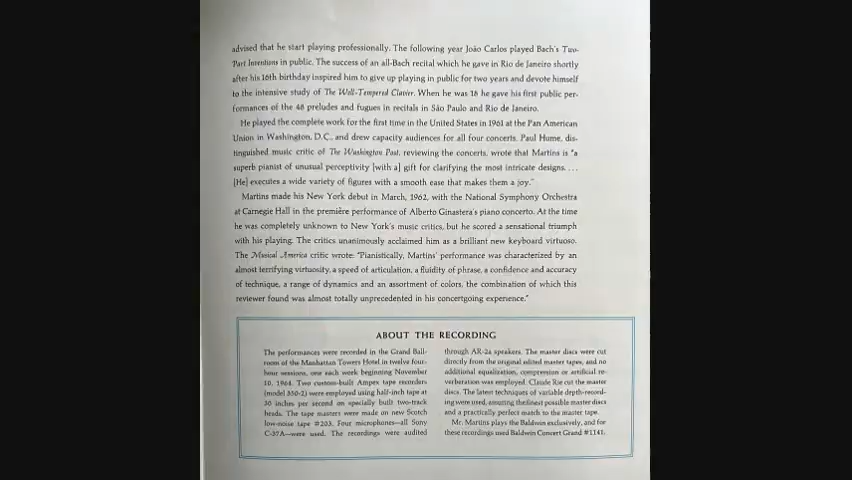 advised that he start playing professionally. The following year João Carlos played Bach's Two-
Part Inventions in public. The success of an all-Bach recital which he gave in Rio de Janeiro shortly
after his 16th birthday inspired him to give up playing in public for two years and devote himself
to the intensive study of The Well-Tempered Clavier. When he was 18 he gave his first public per-
formances of the 48 preludes and fugues in recitals in São Paulo and Rio de Janeiro.
He played the complete work for the first time in the United States in 1961 at the Pan American
Union in Washington, D.C., and drew capacity audiences for all four concerts. Paul Hume, dis-
tinguished music critic of The Washington Post, reviewing the concerts, wrote that Martins is "a
superb pianist of unusual perceptivity [with a] gift for clarifying the most intricate designs. . . .
[He] executes a wide variety of figures with a smooth ease that makes them a joy."
Martins made his New York debut in March, 1962, with the National Symphony Orchestra
at Carnegie Hall in the première performance of Alberto Ginastera's piano concerto. At the time
he was completely unknown to New York's music critics, but he scored a sensational triumph
with his playing. The critics unanimously acclaimed him as a brilliant new keyboard virtuoso.
The Musical America critic wrote: "Pianistically, Martins' performance was characterized by an
almost terrifying virtuosity, a speed of articulation, a fluidity of phrase, a confidence and accuracy
of technique, a range of dynamics and an assortment of colors, the combination of which this
reviewer found was almost totally unprecedented in his concertgoing experience."
ABOUT THE RECORDING
The performances were recorded in the Grand Ball-
room of the Manhattan Towers Hotel in twelve four-
hour sessions, one each week beginning November
10, 1964. Two custom-built Ampex tape recorders
(model 350-2) were employed using half-inch tape at
30 inches per second on specially built two-track
heads. The tape masters were made on new Scotch
low-noise tape #203. Four microphones—all Sony
C-37A—were used. The recordings were audited
through AR-2a speakers. The master discs were cut
directly from the original edited master tapes, and no
additional equalization, compression or artificial re-
verberation was employed. Claude Rie cut the master
discs. The latest techniques of variable depth-record-
ing were used, assuring the finest possible master discs
and a practically perfect match to the master tape.
Mr. Martins plays the Baldwin exclusively, and for
these recordings used Baldwin Concert Grand #1141.